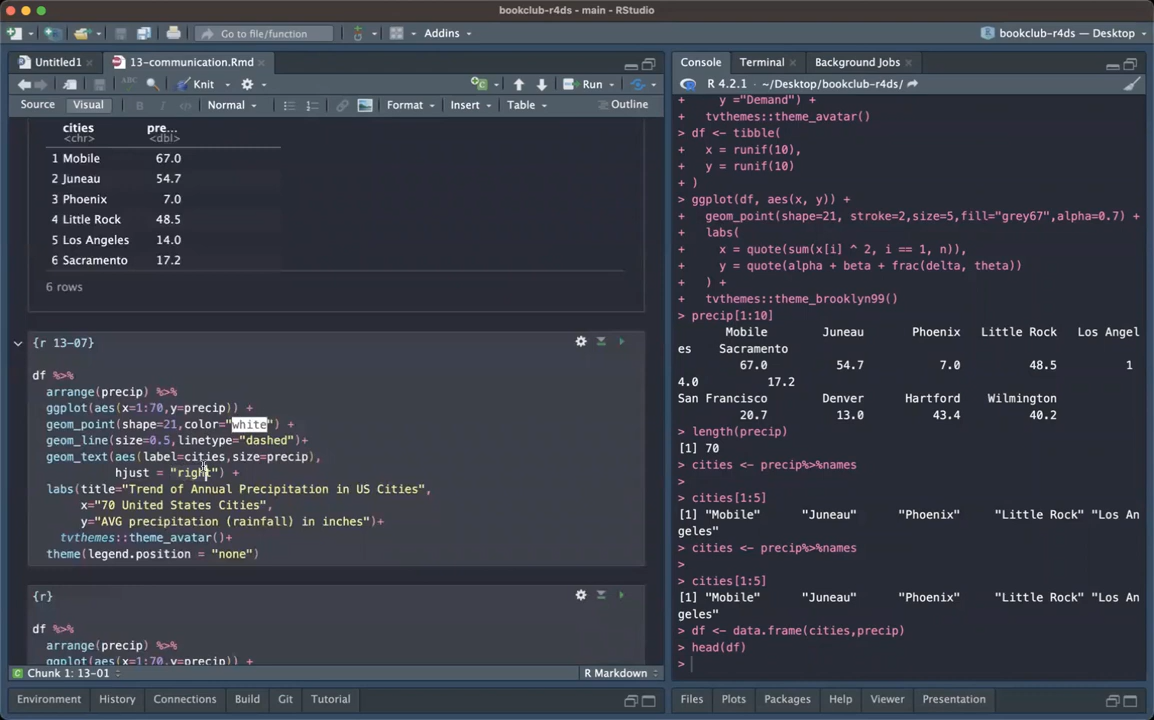 bookclub-r4ds - main - RStudio
Go to file/function
Addins
bookclub-r4ds — Desktop
Untitled1
13-communication.Rmd
Knit
Run
Source
Visual
Normal
Format
Insert
Table
Outline
cities
pre...
<chr>
<dbl>
1 Mobile
67.0
2 Juneau
54.7
3 Phoenix
7.0
4 Little Rock
48.5
5 Los Angeles
14.0
6 Sacramento
17.2
6 rows
{r 13-07}
df %>%
arrange(precip) %>%
ggplot(aes(x=1:70,y=precip)) +
geom_point(shape=21,color="white") +
geom_line(size=0.5,linetype="dashed")+
geom_text(aes(label=cities,size=precip),
hjust = "right") +
labs(title="Trend of Annual Precipitation in US Cities",
x="70 United States Cities",
y="AVG precipitation (rainfall) in inches")+
tvthemes::theme_avatar()+
theme(legend.position = "none")
{r}
df %>%
arrange(precip) %>%
ggplot(aes(x=1:70,y=precip)) +
Chunk 1: 13-01
R Markdown
Environment
History
Connections
Build
Git
Tutorial
Console
Terminal
Background Jobs
R 4.2.1 · ~/Desktop/bookclub-r4ds/
+ y ="Demand") +
+ tvthemes::theme_avatar()
> df <- tibble(
+ x = runif(10),
+ y = runif(10)
+ )
> ggplot(df, aes(x, y)) +
+ geom_point(shape=21, stroke=2,size=5,fill="grey67",alpha=0.7) +
+ labs(
+ x = quote(sum(x[i] ^ 2, i == 1, n)),
+ y = quote(alpha + beta + frac(delta, theta))
+ ) +
+ tvthemes::theme_brooklyn99()
> precip[1:10]
Mobile Juneau Phoenix Little Rock Los Angel
es Sacramento
67.0 54.7 7.0 48.5 1
4.0 17.2
San Francisco Denver Hartford Wilmington
20.7 13.0 43.4 40.2
> length(precip)
[1] 70
> cities <- precip%>%names
>
> cities[1:5]
[1] "Mobile" "Juneau" "Phoenix" "Little Rock" "Los An
geles"
> cities <- precip%>%names
>
> cities[1:5]
[1] "Mobile" "Juneau" "Phoenix" "Little Rock" "Los An
geles"
> df <- data.frame(cities,precip)
> head(df)
>
Files
Plots
Packages
Help
Viewer
Presentation